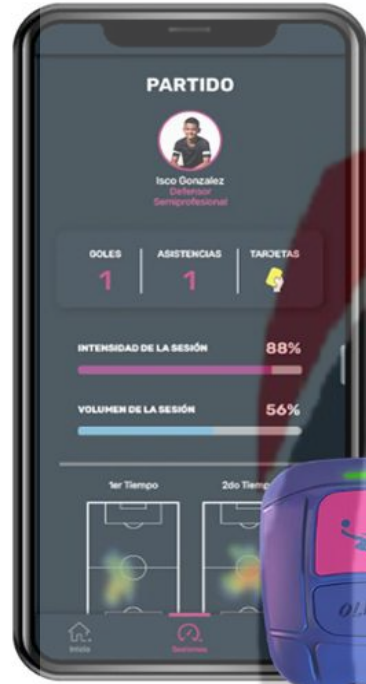 PARTIDO
Isco Gonzalez
Defensor
Semiprofesional
GOLES ASISTENCIAS TARJETAS
1 1
INTENSIDAD DE LA SESIÓN 88%
VOLUMEN DE LA SESIÓN 56%
1er Tiempo 2do Tiemp
Inicio Sesiones